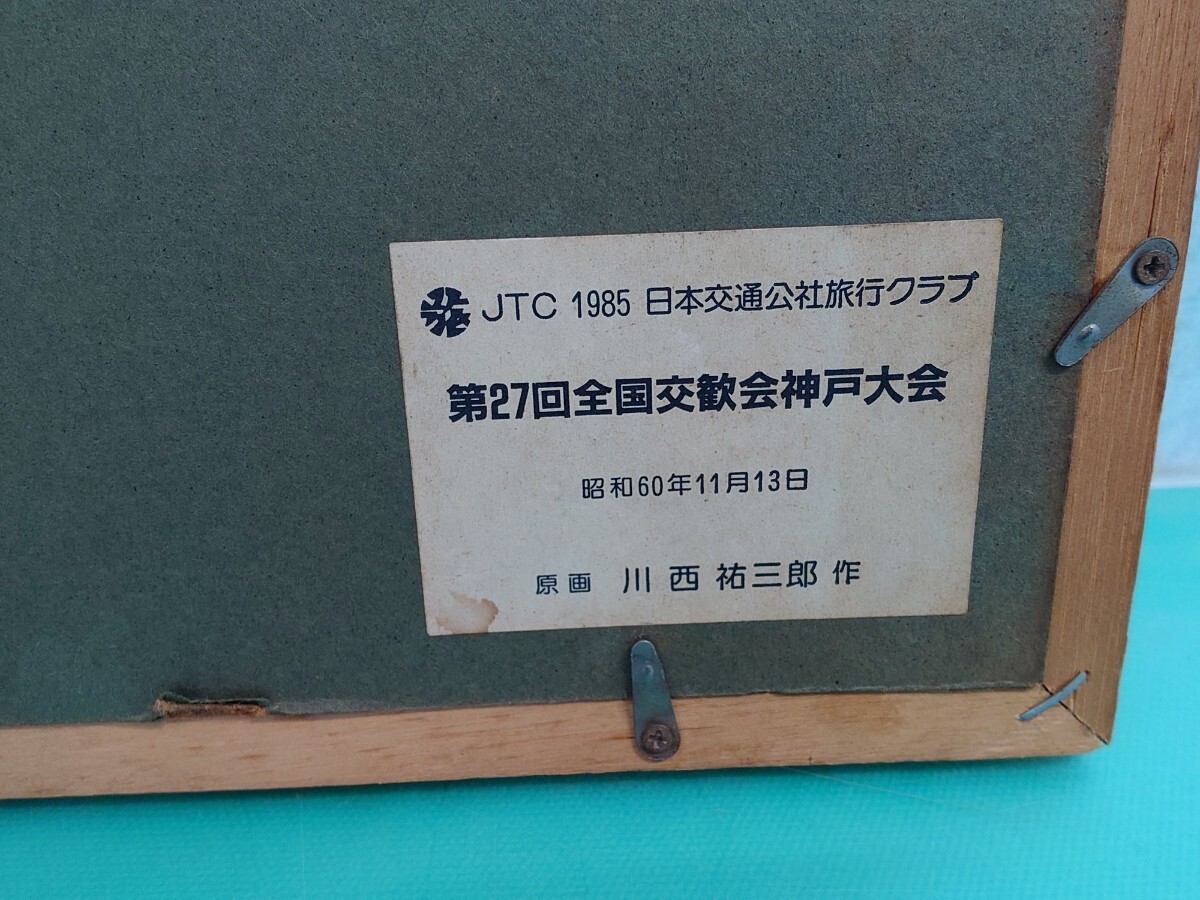 JTC 1985 日本交通公社旅行クラブ
第27回全国交歓会神戸大会
昭和60年11月13日
原画 川西祐三郎作